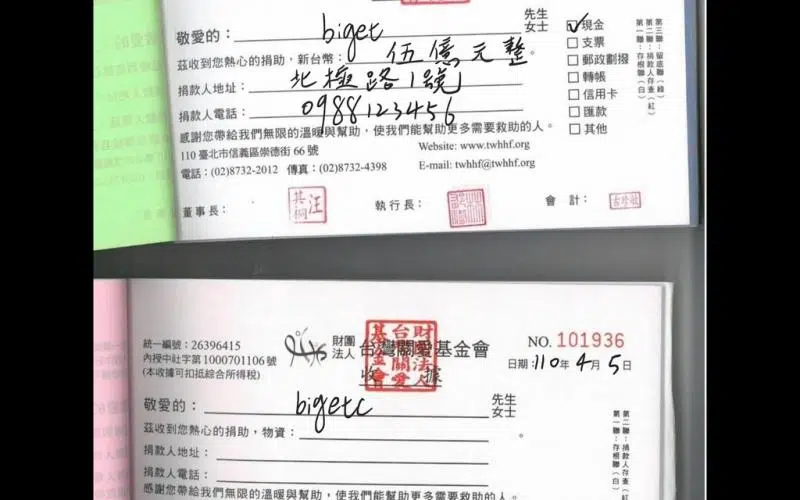 敬愛的：biget 先生
女士
茲收到您熱心的捐助，新台幣：伍億元整。
捐款人地址：北極路1號
捐款人電話：0988123456
感謝您帶給我們無限的溫暖與幫助，使我們能幫助更多需要救助的人。
110 臺北市信義區崇德街 66 號 Website: www.twhhf.org
電話：(02)8732-2012 傳真：(02)8732-4398 E-mail: twhhf@twhhf.org
董事長： 執行長： 會 計：
✓現金
□支票
□郵政劃撥
□轉帳
□信用卡
□匯款
□其他
第三聯：留底聯（綠）
第二聯：捐款人存查（紅）
第一聯：存根聯（白）
統一編號：26396415
內授中社字第1000701106號
(本收據可扣抵綜合所得稅)
財團
法人 台灣關愛基金會
收 據
財團法人
台灣關愛
基金會
NO. 101936
日期：110年4月5日
敬愛的：bigetc 先生
女士
茲收到您熱心的捐助，物資：。
捐款人地址：
捐款人電話：
感謝您帶給我們無限的溫暖與幫助，使我們能幫助更多需要救助的人。
第二聯：捐款人存查（紅）
第一聯：存根聯（白）